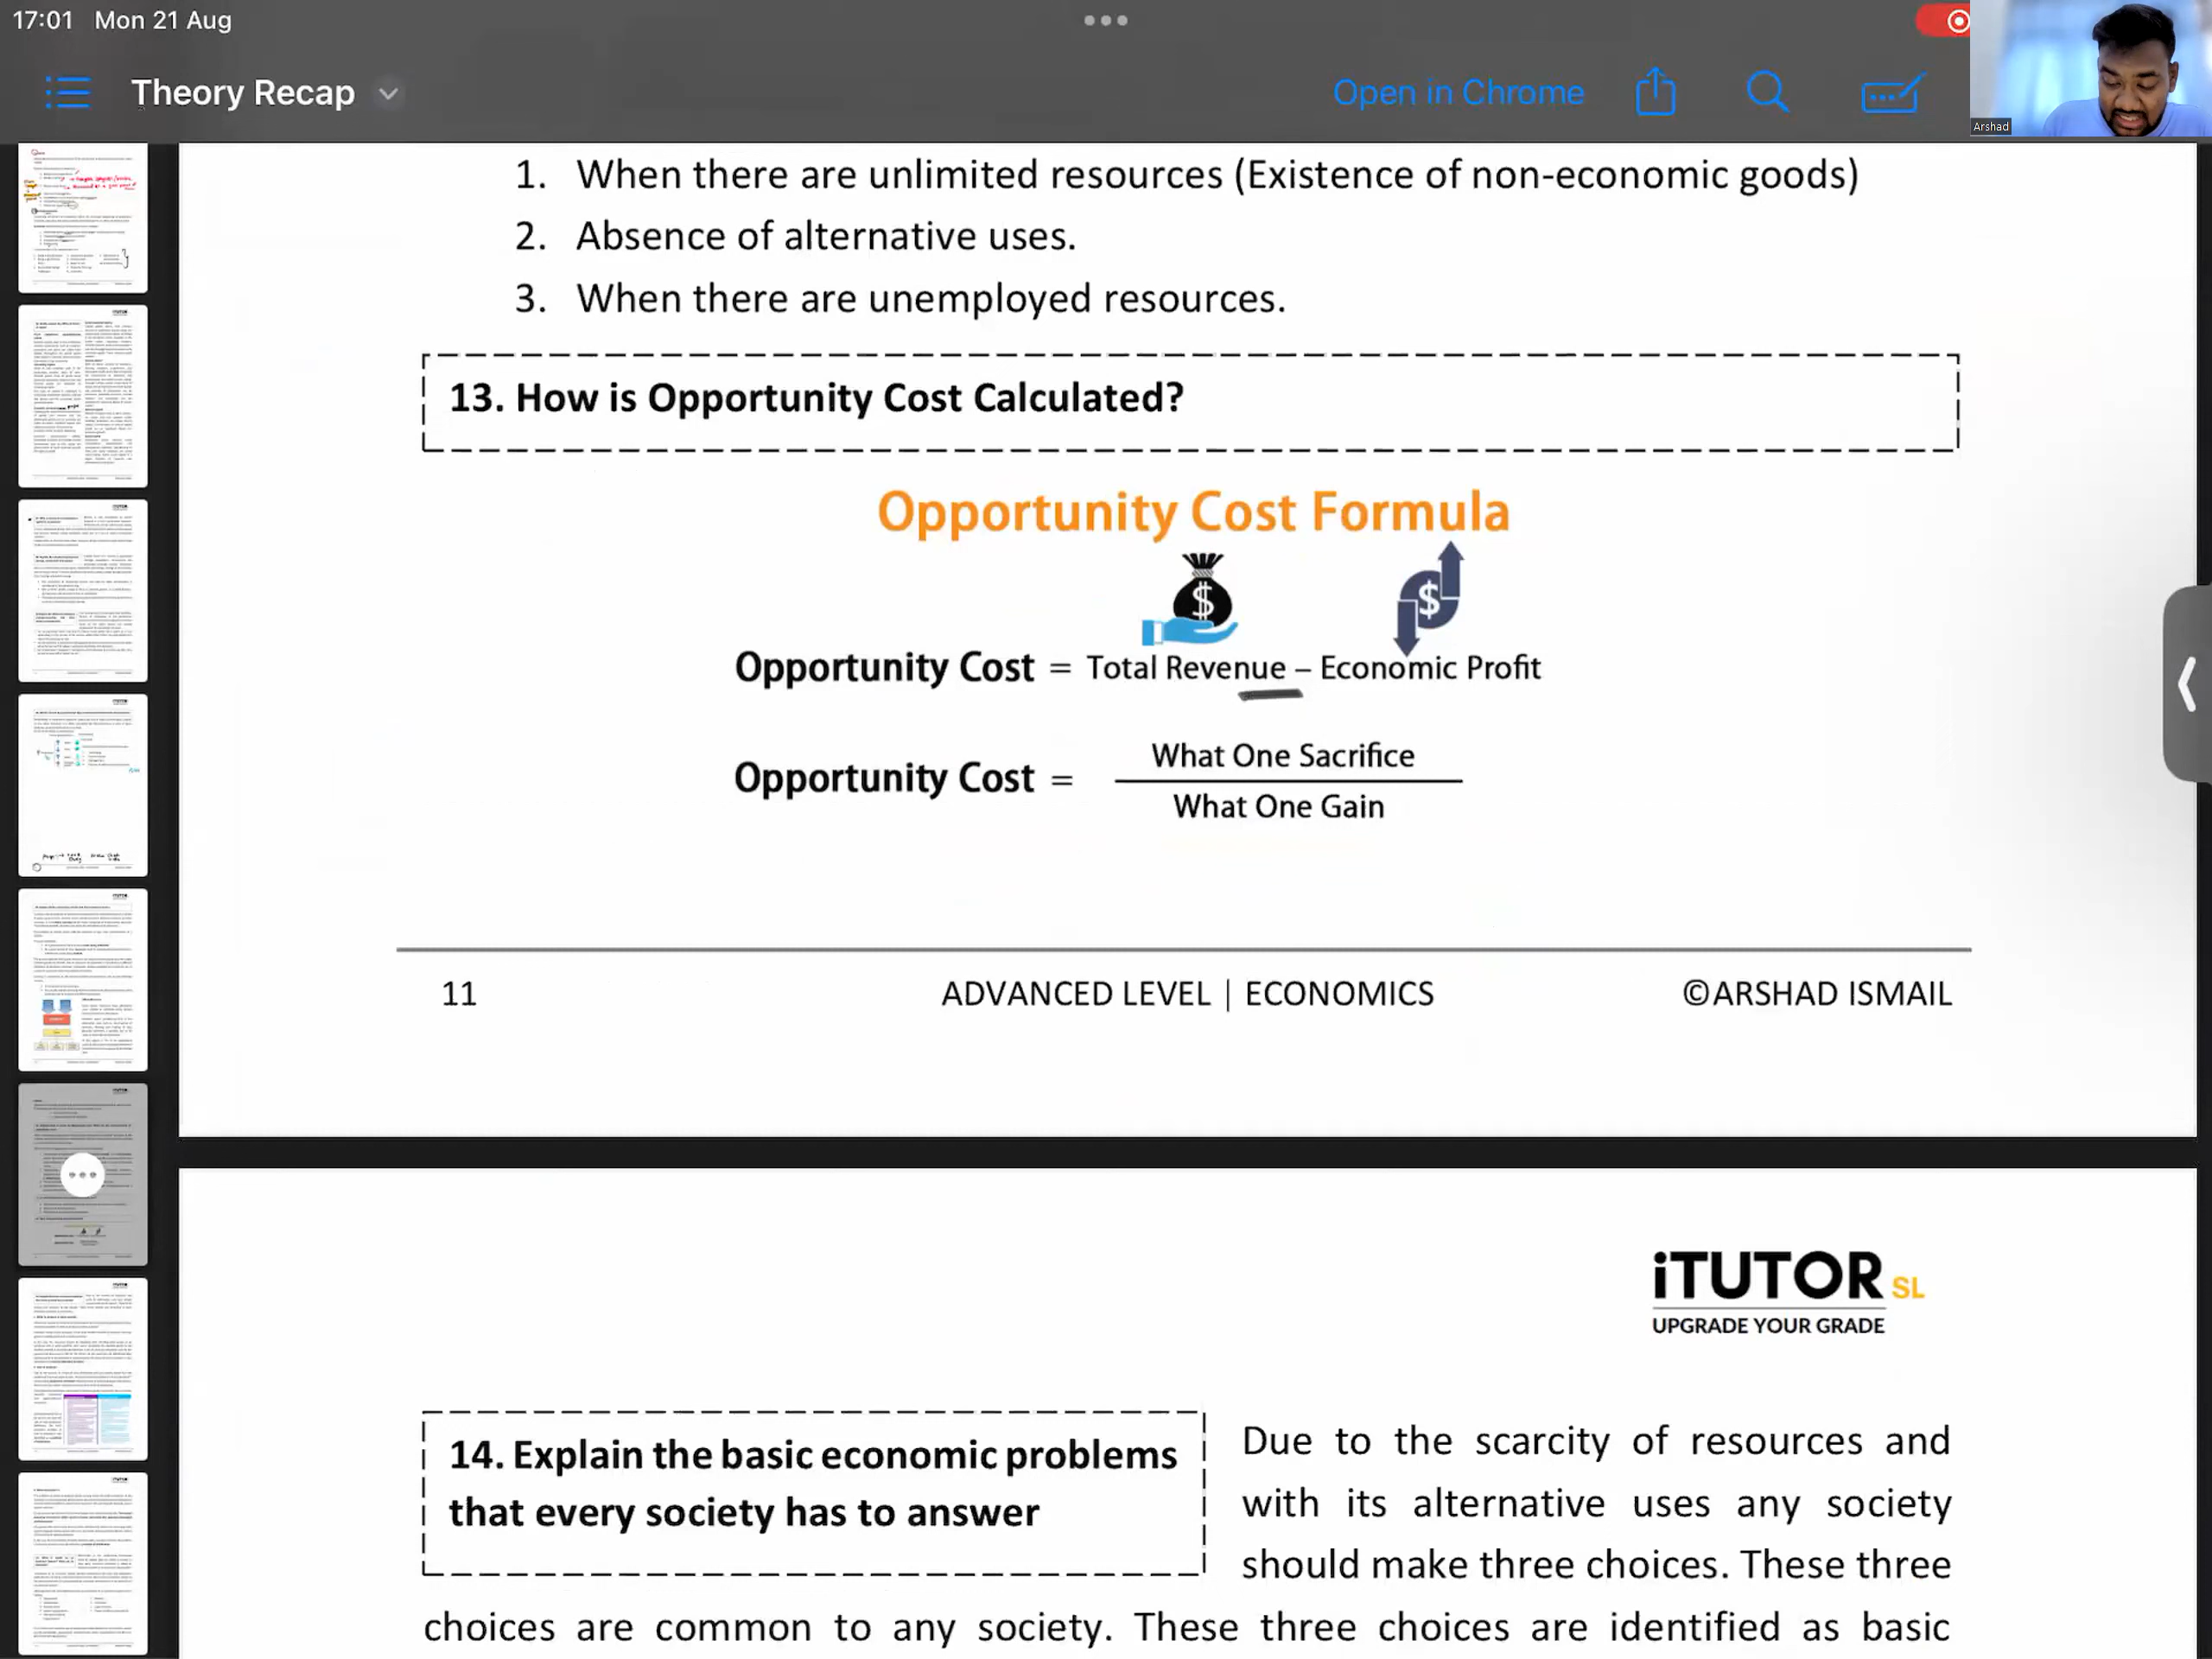 17:01 Mon 21 Aug
Theory Recap
Open in Chrome
Arshad
1. When there are unlimited resources (Existence of non-economic goods)
2. Absence of alternative uses.
3. When there are unemployed resources.
13. How is Opportunity Cost Calculated?
Opportunity Cost Formula
Opportunity Cost = Total Revenue – Economic Profit
Opportunity Cost = What One Sacrifice
What One Gain
11 ADVANCED LEVEL | ECONOMICS ©ARSHAD ISMAIL
iTUTOR SL
UPGRADE YOUR GRADE
14. Explain the basic economic problems
that every society has to answer
Due to the scarcity of resources and
with its alternative uses any society
should make three choices. These three
choices are common to any society. These three choices are identified as basic